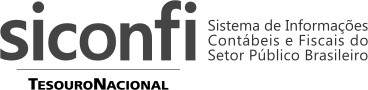 siconfi
Sistema de Informações
Contábeis e Fiscais do
Setor Público Brasileiro
TESOURONACIONAL